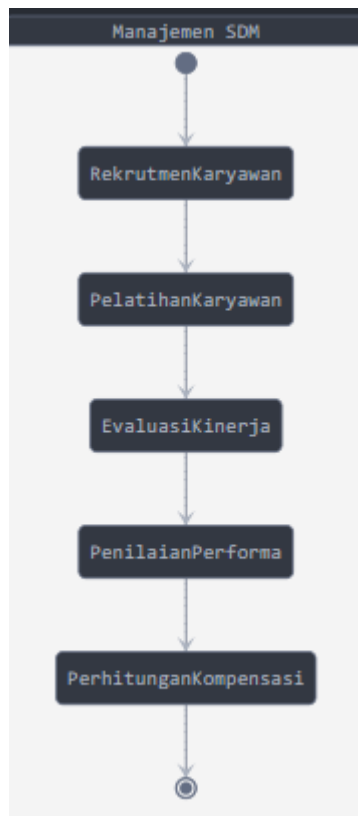 Manajemen SDM
RekrutmenKaryawan
PelatihanKaryawan
EvaluasiKinerja
PenilaianPerforma
PerhitunganKompensasi